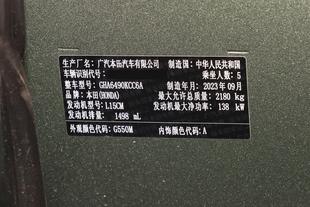 生产企业：广汽本田汽车有限公司 制造国：中华人民共和国
车辆识别代号： 乘坐人数：5
整车型号：GHA6490KCC6A 制造年月：2023年09月
品牌：本田(HONDA) 最大允许总质量：2180 kg
发动机型号：L15CM 发动机最大净功率：138 kW
发动机排量：1498 mL
外观颜色代码：G550M 内饰颜色代码：A